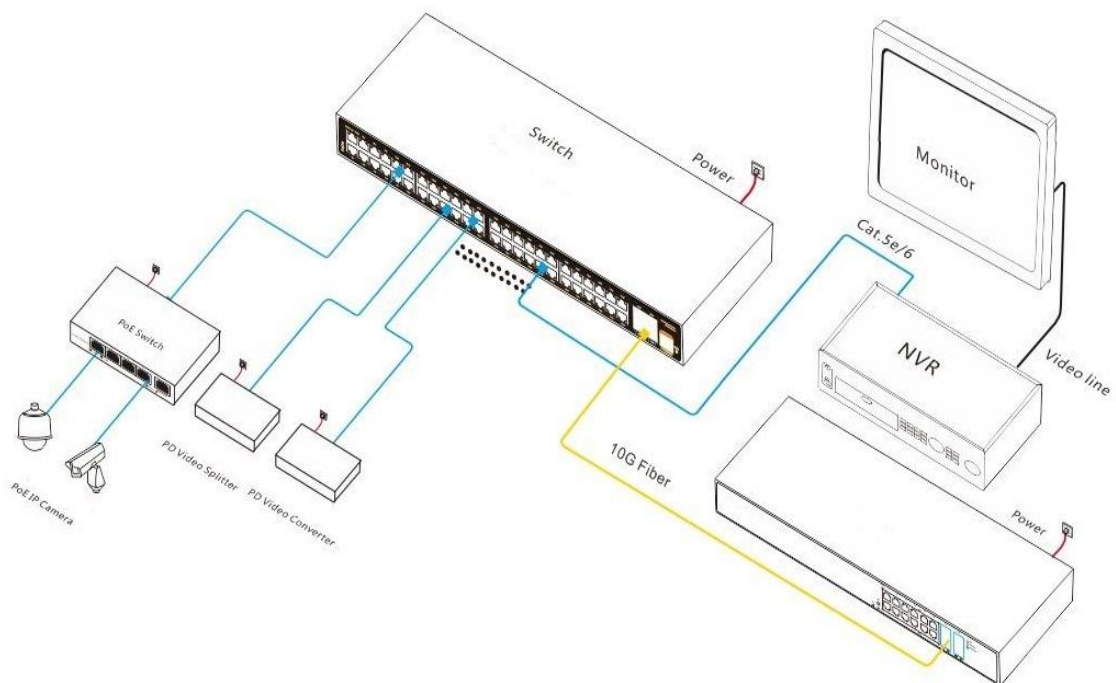 Switch
Power
Monitor
Cat.5e/6
NVR
Video line
PoE Switch
10G Fiber
PD Video Splitter
PD Video Converter
PoE IP Camera
Power